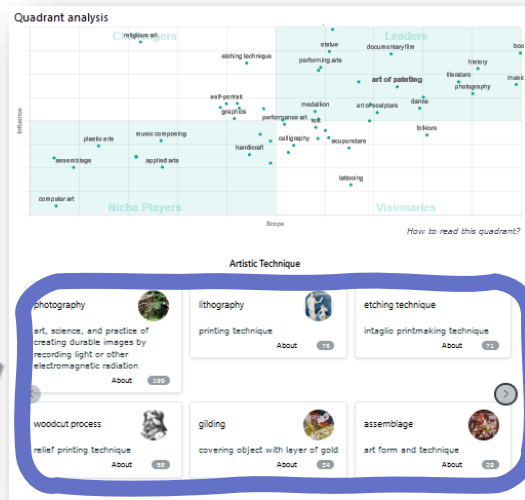 Quadrant analysis
Challengers
Leaders
religious art
statue
documentary film
etching technique
performing arts
history
art of painting
literature
photography
music
self-portrait
graphics
medallion
art of sculpture
dance
performance art
folklore
plastic arts
music composing
calligraphy
acupuncture
handicraft
assemblage
applied arts
tattooing
computer art
Influence
Niche Players
Visionaries
Scope
How to read this quadrant?
Artistic Technique
photography
lithography
etching technique
art, science, and practice of
creating durable images by
recording light or other
electromagnetic radiation
printing technique
intaglio printmaking technique
About 75
About 71
About 199
woodcut process
gilding
assemblage
relief printing technique
covering object with layer of gold
art form and technique
About 58
About 34
About 29